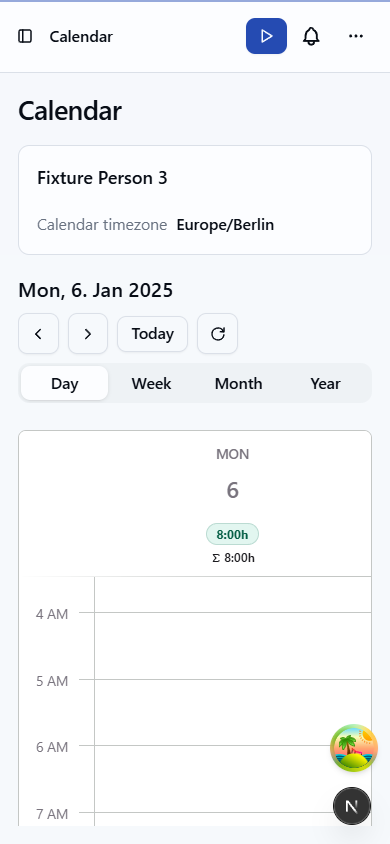 Calendar
Calendar
Fixture Person 3
Calendar timezone Europe/Berlin
Mon, 6. Jan 2025
Today
Day Week Month Year
MON
6
8:00h
Σ 8:00h
4 AM
5 AM
6 AM
7 AM
N